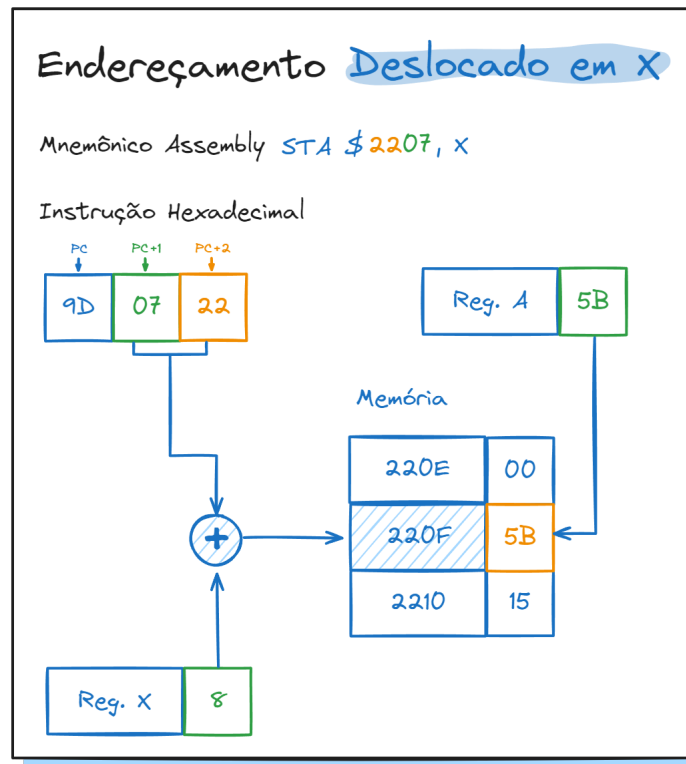 Endereçamento Deslocado em X
Mnemônico Assembly STA $2207, X
Instrução Hexadecimal
PC PC+1 PC+2
9D 07 22
Reg. A 5B
Memória
220E 00
+
220F 5B
2210 15
Reg. X 8